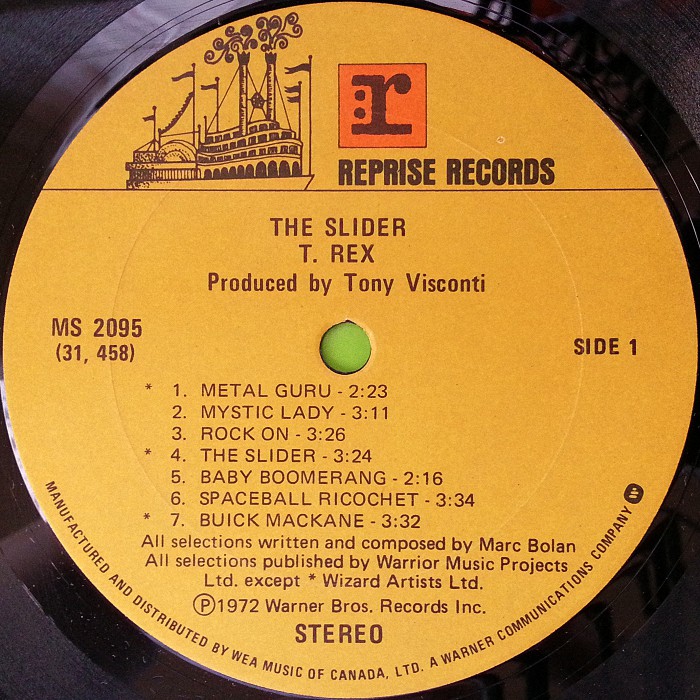 r
REPRISE RECORDS
THE SLIDER
T. REX
Produced by Tony Visconti
MS 2095
(31, 458)
SIDE 1
* 1. METAL GURU - 2:23
2. MYSTIC LADY - 3:11
3. ROCK ON - 3:26
* 4. THE SLIDER - 3:24
5. BABY BOOMERANG - 2:16
6. SPACEBALL RICOCHET - 3:34
* 7. BUICK MACKANE - 3:32
All selections written and composed by Marc Bolan
All selections published by Warrior Music Projects
Ltd. except * Wizard Artists Ltd.
Ⓟ1972 Warner Bros. Records Inc.
STEREO
MANUFACTURED AND DISTRIBUTED BY WEA MUSIC OF CANADA, LTD. A WARNER COMMUNICATIONS COMPANY